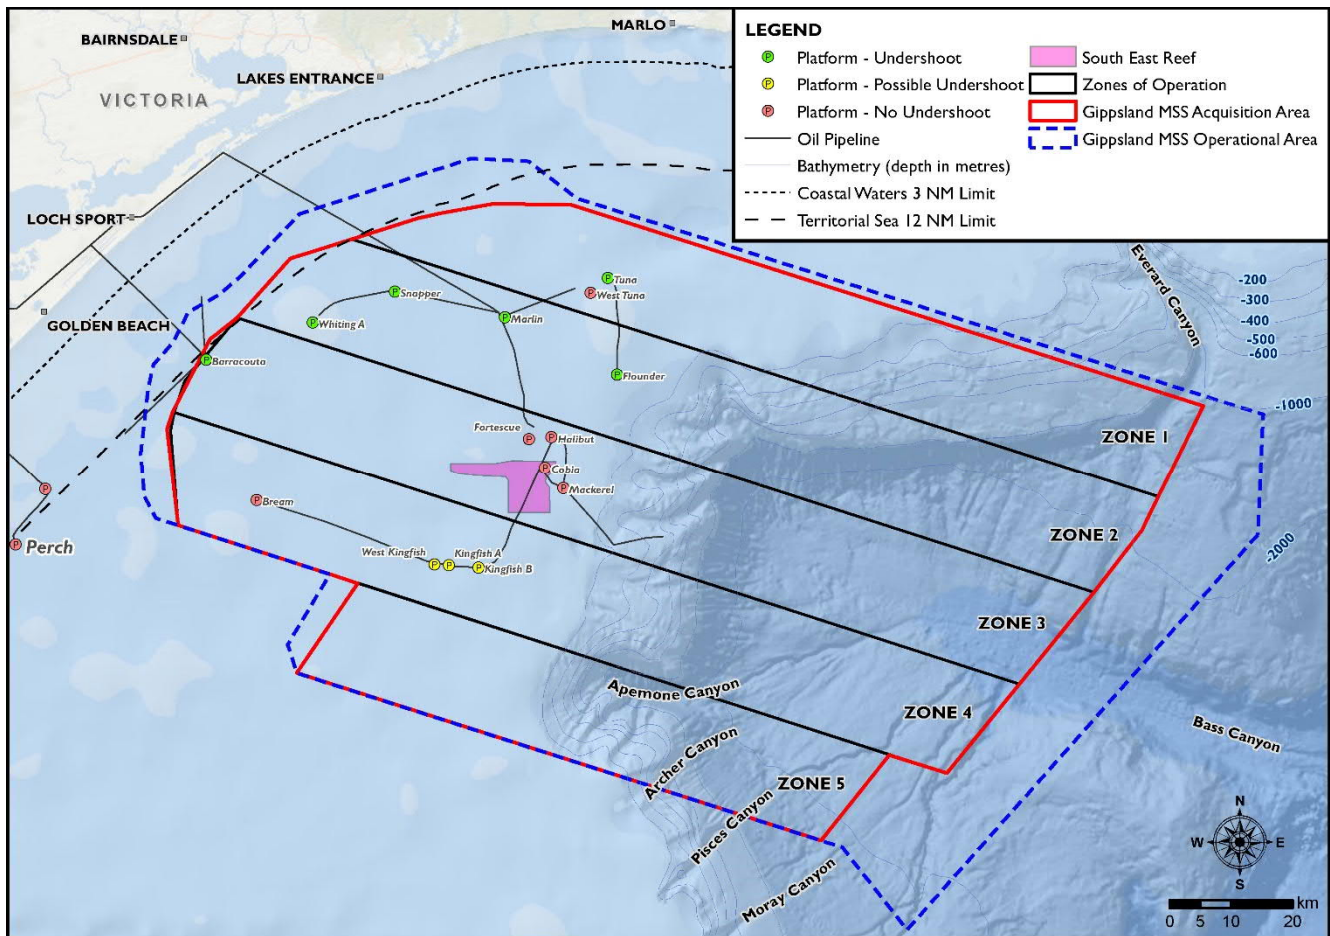 MARLO
BAIRNSDALE
LAKES ENTRANCE
VICTORIA
LOCH SPORT
GOLDEN BEACH
LEGEND
P Platform - Undershoot
P Platform - Possible Undershoot
P Platform - No Undershoot
Oil Pipeline
Bathymetry (depth in metres)
Coastal Waters 3 NM Limit
Territorial Sea 12 NM Limit
South East Reef
Zones of Operation
Gippsland MSS Acquisition Area
Gippsland MSS Operational Area
Everard Canyon
-200
-300
-400
-500
-600
-1000
-2000
P Tuna
P West Tuna
P Snapper
P Marlin
P Whiting A
P Barracouta
P Flounder
Fortescue P
P Halibut
P Cobia
P Mackerel
P Bream
P
P Perch
West Kingfish P
Kingfish A P
P Kingfish B
ZONE 1
ZONE 2
ZONE 3
ZONE 4
ZONE 5
Apemone Canyon
Archer Canyon
Pisces Canyon
Moray Canyon
Bass Canyon
N
W E
S
km
0 5 10 20